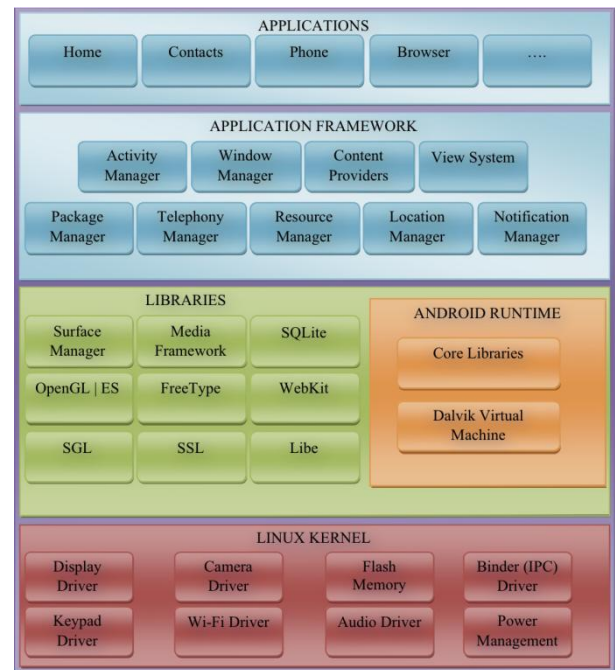 APPLICATIONS
Home
Contacts
Phone
Browser
....
APPLICATION FRAMEWORK
Activity
Manager
Window
Manager
Content
Providers
View System
Package
Manager
Telephony
Manager
Resource
Manager
Location
Manager
Notification
Manager
LIBRARIES
Surface
Manager
Media
Framework
SQLite
OpenGL | ES
FreeType
WebKit
SGL
SSL
Libe
ANDROID RUNTIME
Core Libraries
Dalvik Virtual
Machine
LINUX KERNEL
Display
Driver
Camera
Driver
Flash
Memory
Binder (IPC)
Driver
Keypad
Driver
Wi-Fi Driver
Audio Driver
Power
Management